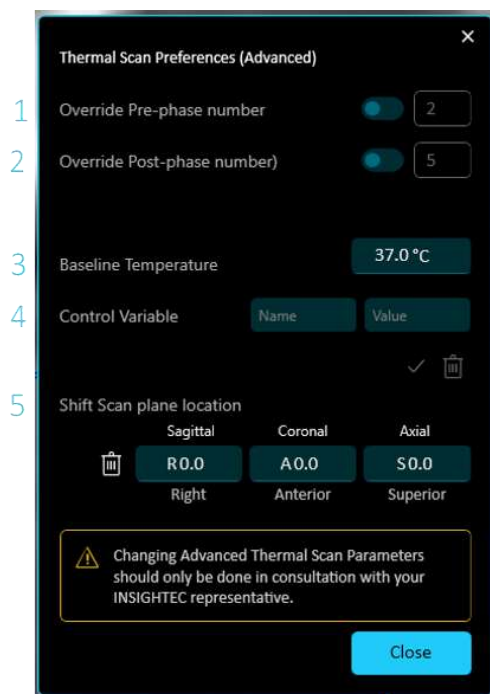 Thermal Scan Preferences (Advanced)
1 Override Pre-phase number 2
2 Override Post-phase number) 5
3 Baseline Temperature 37.0 °C
4 Control Variable Name Value
5 Shift Scan plane location
Sagittal Coronal Axial
R0.0 A0.0 S0.0
Right Anterior Superior
Changing Advanced Thermal Scan Parameters
should only be done in consultation with your
INSIGHTEC representative.
Close